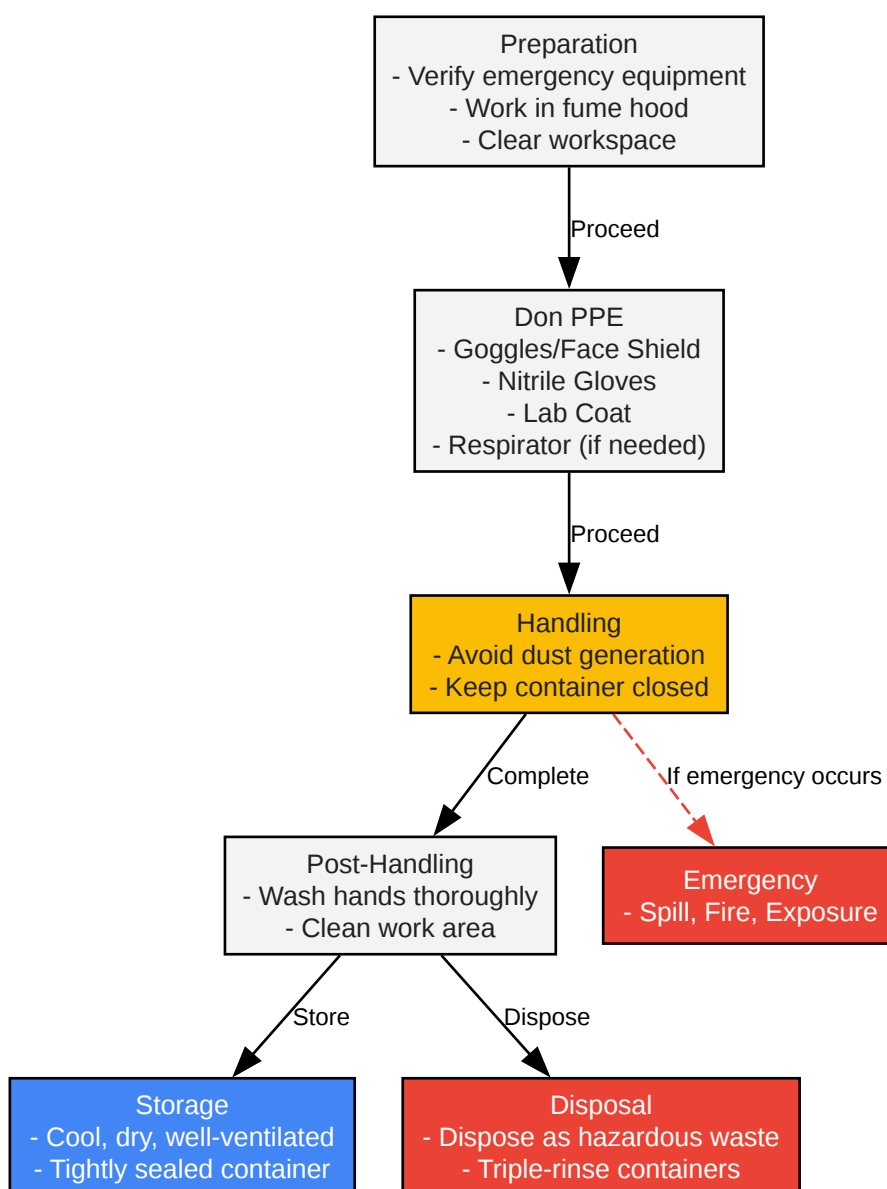 Preparation
- Verify emergency equipment
- Work in fume hood
- Clear workspace
Proceed
Don PPE
- Goggles/Face Shield
- Nitrile Gloves
- Lab Coat
- Respirator (if needed)
Proceed
Handling
- Avoid dust generation
- Keep container closed
Complete
If emergency occurs
Post-Handling
- Wash hands thoroughly
- Clean work area
Emergency
- Spill, Fire, Exposure
Store
Dispose
Storage
- Cool, dry, well-ventilated
- Tightly sealed container
Disposal
- Dispose as hazardous waste
- Triple-rinse containers